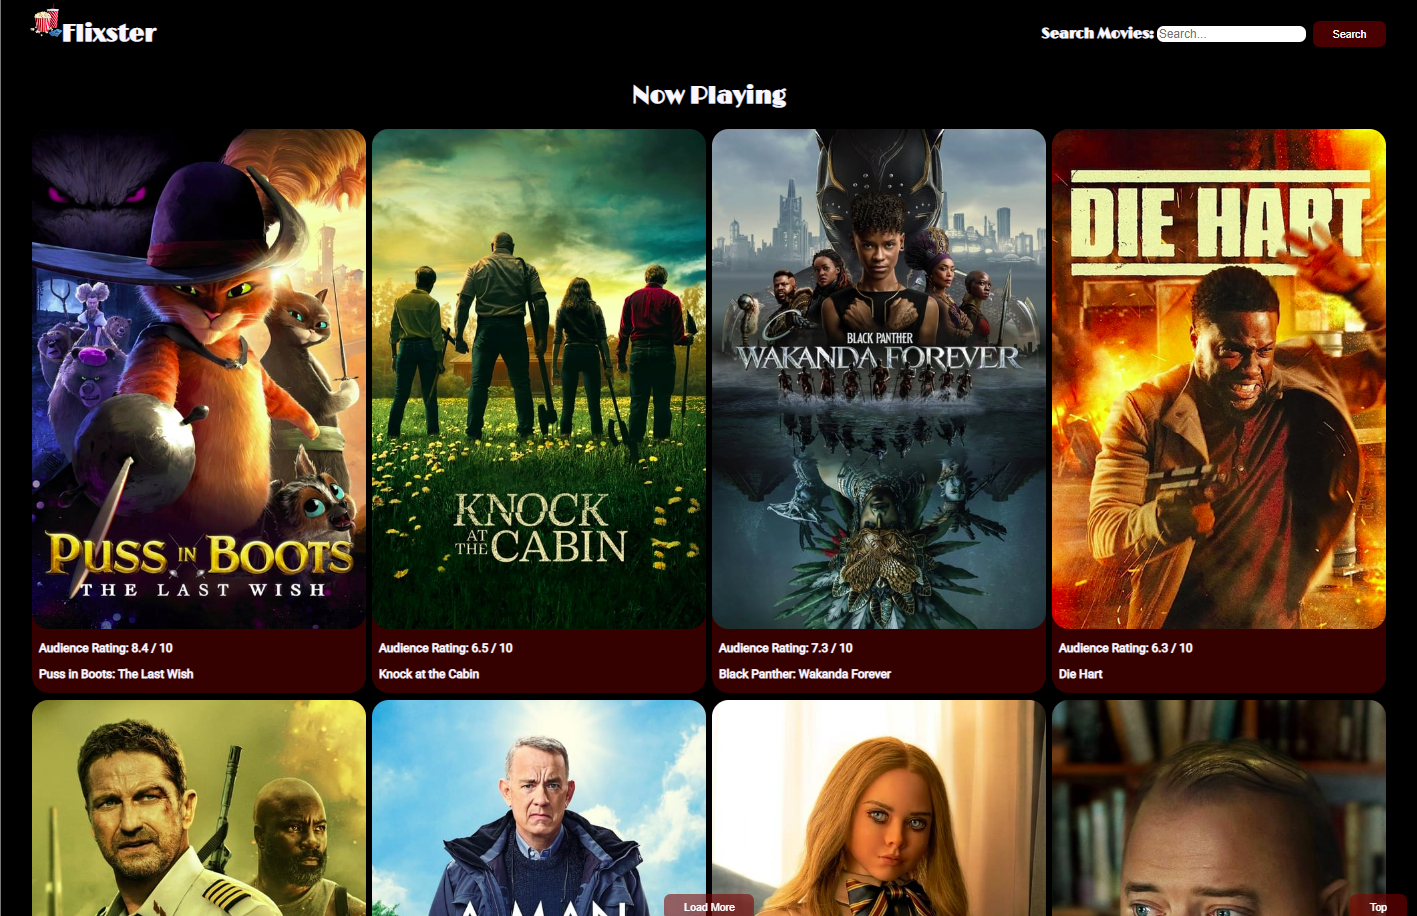 Flixster
Search Movies: Search... Search
Now Playing
PUSS IN BOOTS
THE LAST WISH
KNOCK
AT
THE CABIN
BLACK PANTHER
WAKANDA FOREVER
DIE HART
Audience Rating: 8.4 / 10
Puss in Boots: The Last Wish
Audience Rating: 6.5 / 10
Knock at the Cabin
Audience Rating: 7.3 / 10
Black Panther: Wakanda Forever
Audience Rating: 6.3 / 10
Die Hart
A MAN
Load More
Top